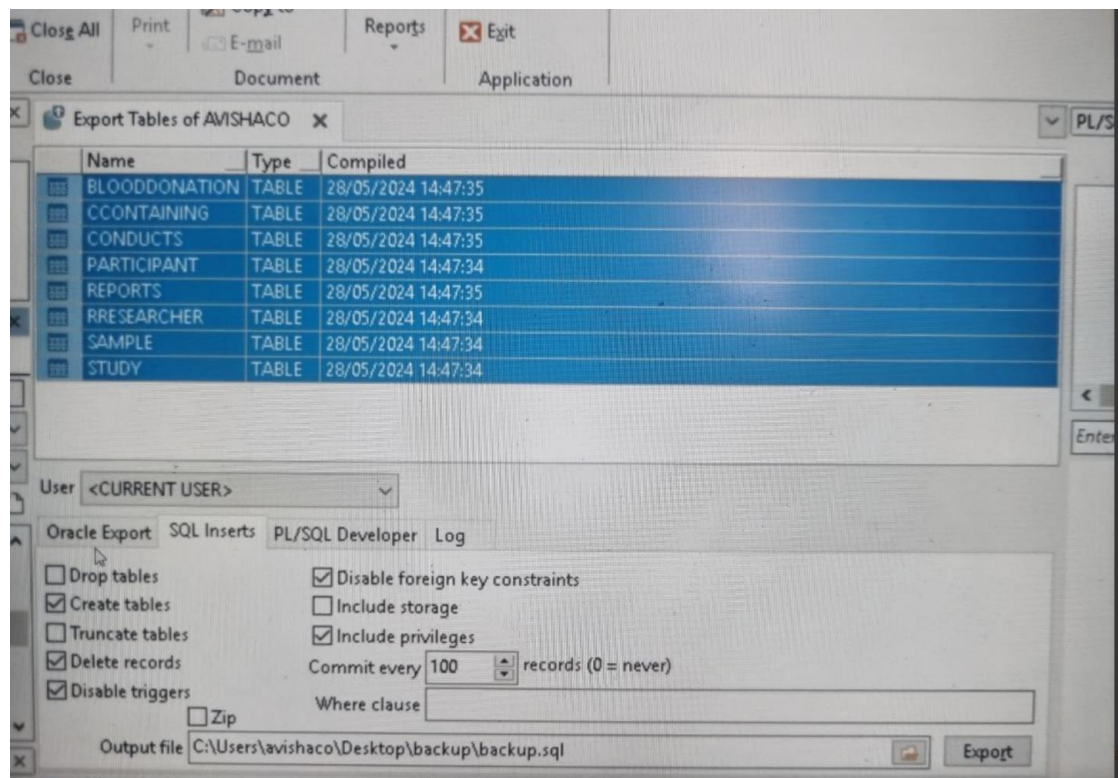 Close All Print Copy to Reports Exit
E-mail
Close Document Application
Export Tables of AVISHACO PL/S
Name Type Compiled
BLOODDONATION TABLE 28/05/2024 14:47:35
CCONTAINING TABLE 28/05/2024 14:47:35
CONDUCTS TABLE 28/05/2024 14:47:35
PARTICIPANT TABLE 28/05/2024 14:47:34
REPORTS TABLE 28/05/2024 14:47:35
RRESEARCHER TABLE 28/05/2024 14:47:34
SAMPLE TABLE 28/05/2024 14:47:34
STUDY TABLE 28/05/2024 14:47:34
Enter
User <CURRENT USER>
Oracle Export SQL Inserts PL/SQL Developer Log
Drop tables Disable foreign key constraints
Create tables Include storage
Truncate tables Include privileges
Delete records Commit every 100 records (0 = never)
Disable triggers Where clause
Zip
Output file C:\Users\avishaco\Desktop\backup\backup.sql Export